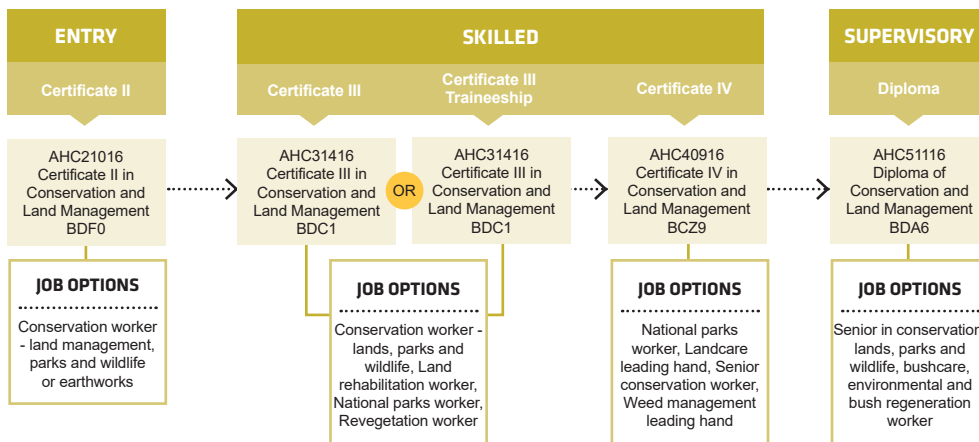 ENTRY
SKILLED
SUPERVISORY
Certificate II
Certificate III
Certificate III
Traineeship
Certificate IV
Diploma
AHC21016
Certificate II in
Conservation and
Land Management
BDF0
AHC31416
Certificate III in
Conservation and
Land Management
BDC1
OR
AHC31416
Certificate III in
Conservation and
Land Management
BDC1
AHC40916
Certificate IV in
Conservation and
Land Management
BCZ9
AHC51116
Diploma of
Conservation and
Land Management
BDA6
JOB OPTIONS
Conservation worker
- land management,
parks and wildlife
or earthworks
JOB OPTIONS
Conservation worker -
lands, parks and
wildlife, Land
rehabilitation worker,
National parks worker,
Revegetation worker
JOB OPTIONS
National parks
worker, Landcare
leading hand, Senior
conservation worker,
Weed management
leading hand
JOB OPTIONS
Senior in conservation
lands, parks and
wildlife, bushcare,
environmental and
bush regeneration
worker